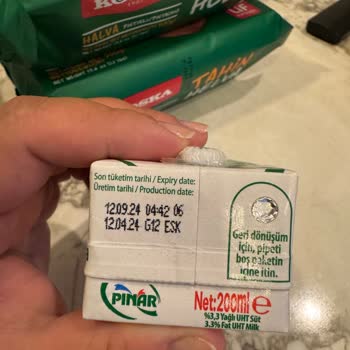 KOSKA
HALVA
TAHİN
KOSKA
Son tüketim tarihi / Expiry date:
Üretim tarihi / Production date:
12.09.24 04:42 06
12.04.24 G12 ESK
Geri dönüşüm
için, pipeti
boş paketin
içine itin.
PINAR
Net:200ml e
%3,3 Yağlı UHT Süt
3.3% Fat UHT Milk